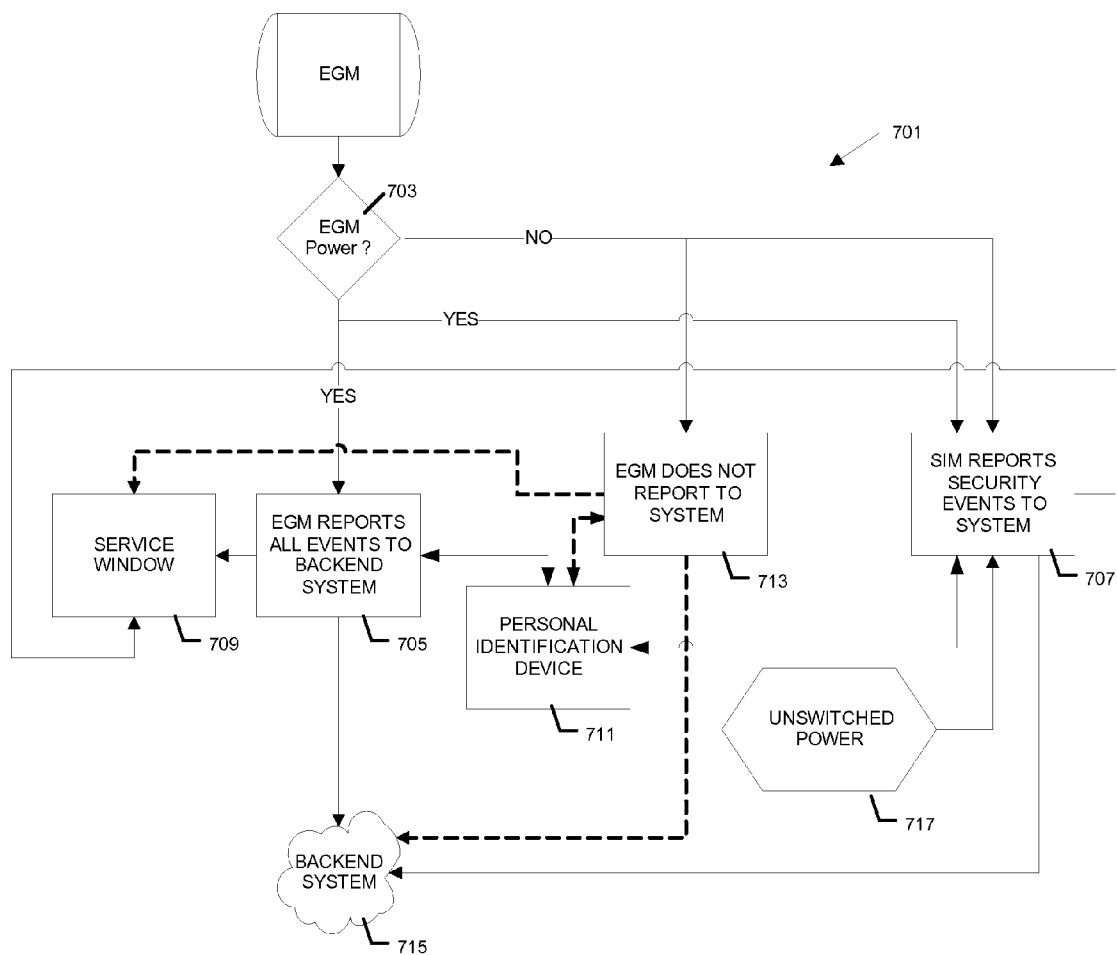 EGM
701
703
EGM
Power ?
NO
YES
YES
EGM DOES NOT
REPORT TO
SYSTEM
SIM REPORTS
SECURITY
EVENTS TO
SYSTEM
SERVICE
WINDOW
EGM REPORTS
ALL EVENTS TO
BACKEND
SYSTEM
713
707
709
705
PERSONAL
IDENTIFICATION
DEVICE
711
UNSWITCHED
POWER
717
BACKEND
SYSTEM
715